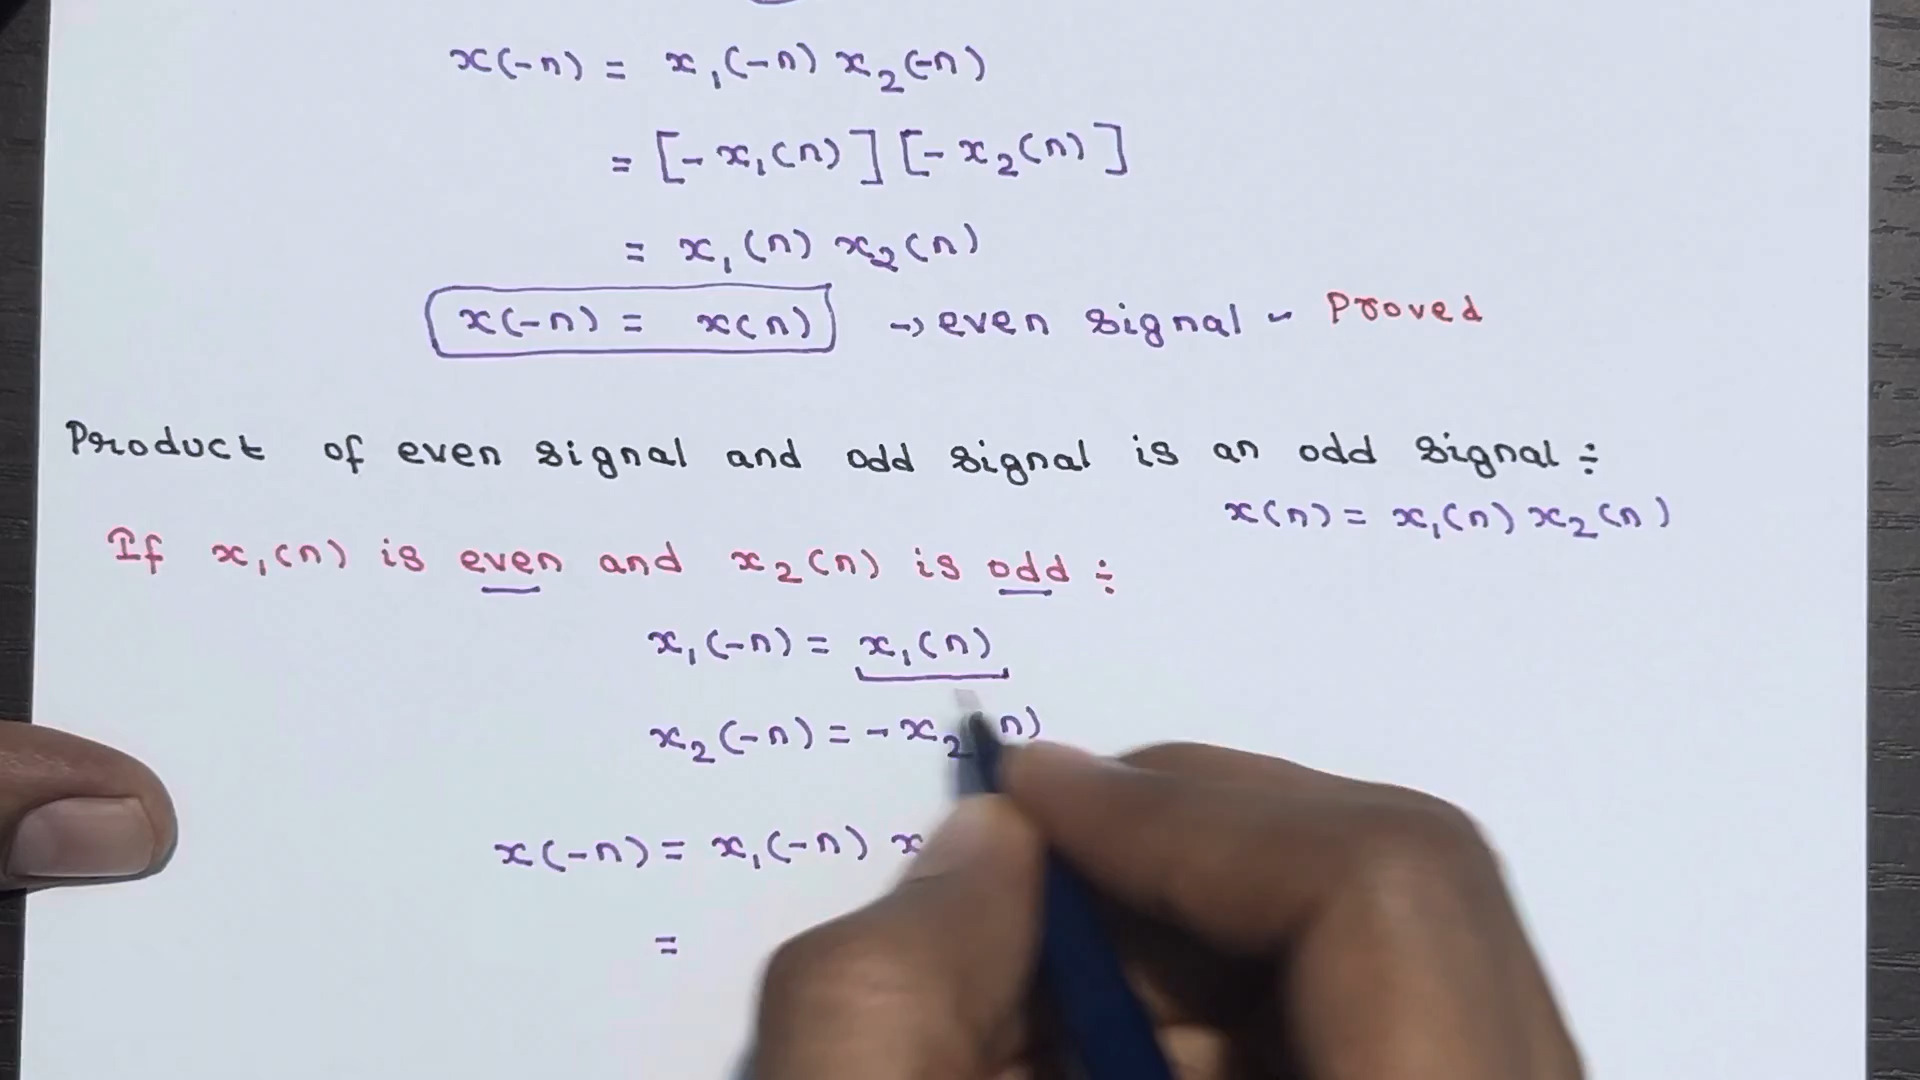 x(-n) = x₁(-n) x₂(-n)
= [-x₁(n)] [-x₂(n)]
= x₁(n) x₂(n)
x(-n) = x(n) → even signal - Proved
Product of even signal and odd signal is an odd signal ÷
x(n) = x₁(n) x₂(n)
If x₁(n) is even and x₂(n) is odd ÷
x₁(-n) = x₁(n)
x₂(-n) = -x₂(n)
x(-n) = x₁(-n) x
=